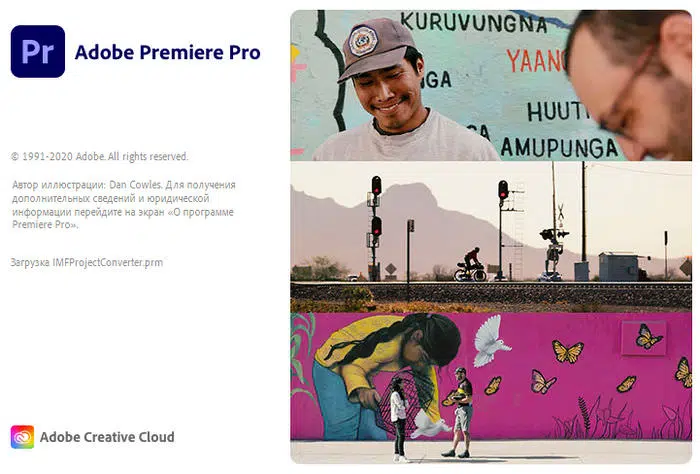 Pr Adobe Premiere Pro
© 1991-2020 Adobe. All rights reserved.
Автор иллюстрации: Dan Cowles. Для получения
дополнительных сведений и юридической
информации перейдите на экран «О программе
Premiere Pro».
Загрузка IMFProjectConverter.prm
Adobe Creative Cloud
KURUVUNGNA
YAANG
NGA
HUUT
GA AMUPUNGA